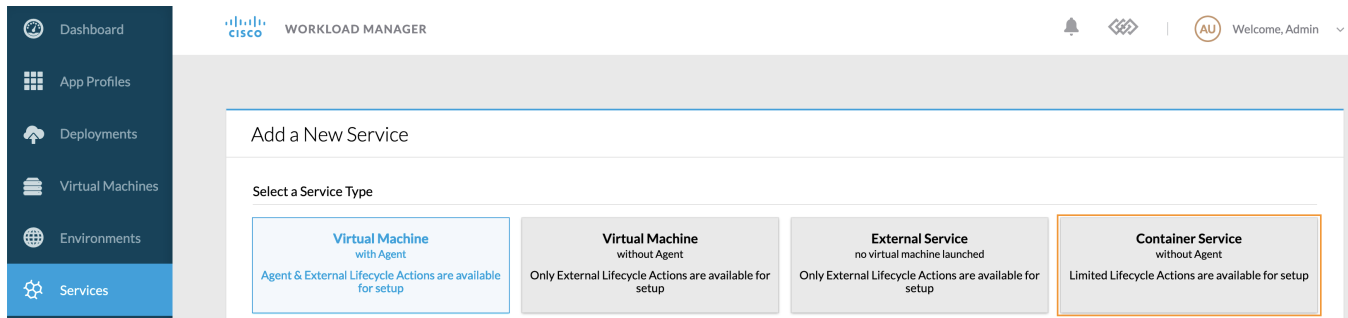 Dashboard
App Profiles
Deployments
Virtual Machines
Environments
Services
CISCO WORKLOAD MANAGER
AU Welcome, Admin
Add a New Service
Select a Service Type
Virtual Machine
with Agent
Agent & External Lifecycle Actions are available
for setup
Virtual Machine
without Agent
Only External Lifecycle Actions are available for
setup
External Service
no virtual machine launched
Only External Lifecycle Actions are available for
setup
Container Service
without Agent
Limited Lifecycle Actions are available for setup